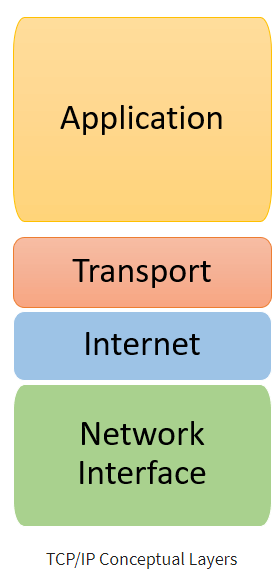 Application
Transport
Internet
Network
Interface
TCP/IP Conceptual Layers